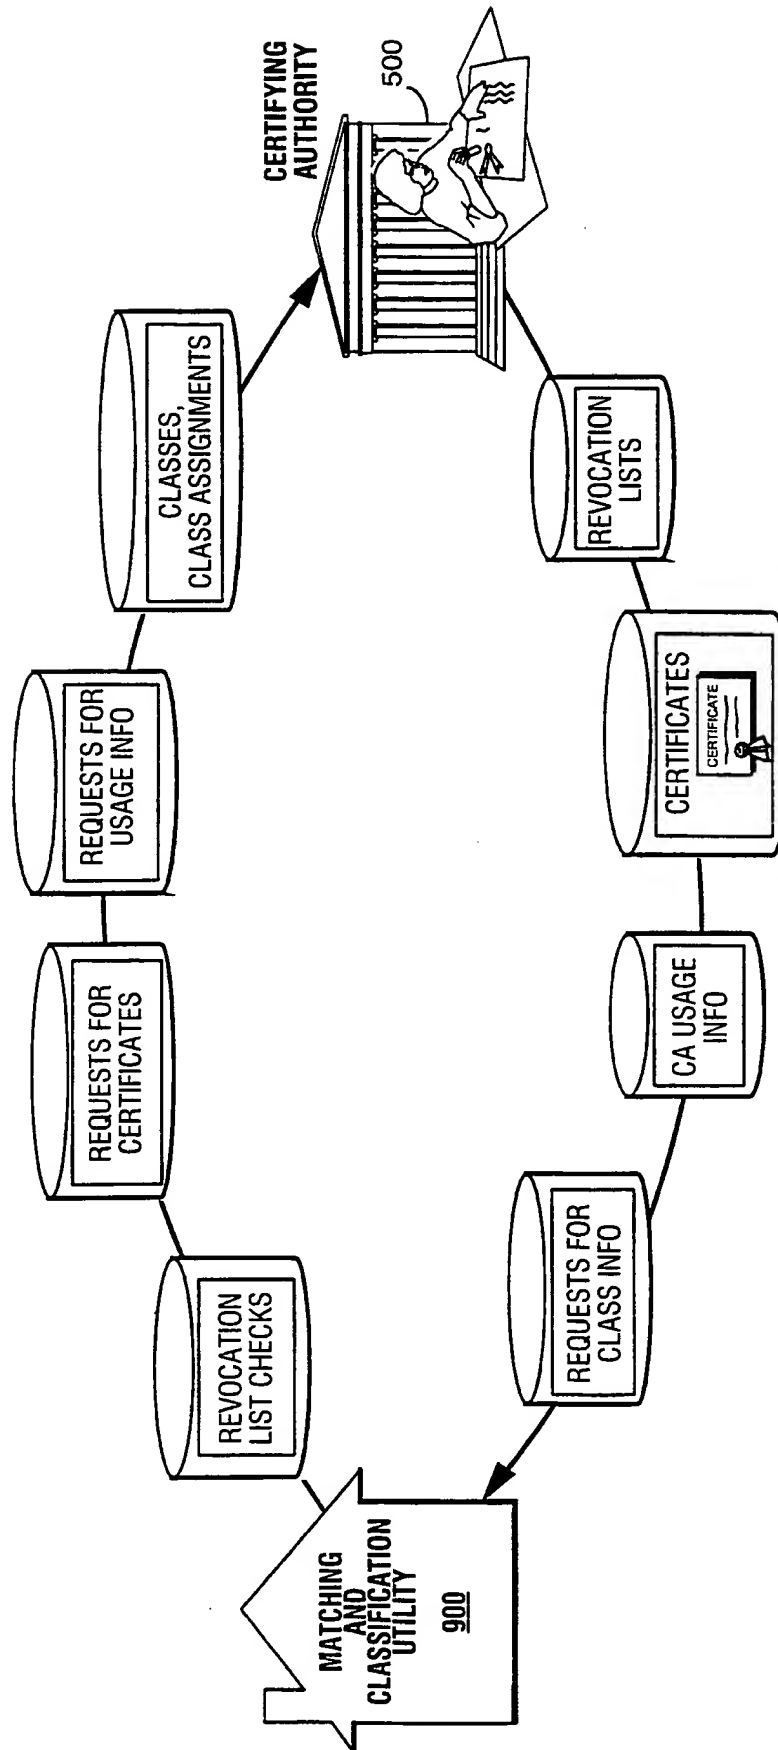 MATCHING
AND
CLASSIFICATION
UTILITY
900
REVOCATION
LIST CHECKS
REQUESTS FOR
CERTIFICATES
REQUESTS FOR
USAGE INFO
CLASSES,
CLASS ASSIGNMENTS
CERTIFYING
AUTHORITY
500
REVOCATION
LISTS
CERTIFICATES
CERTIFICATE
CA USAGE
INFO
REQUESTS FOR
CLASS INFO